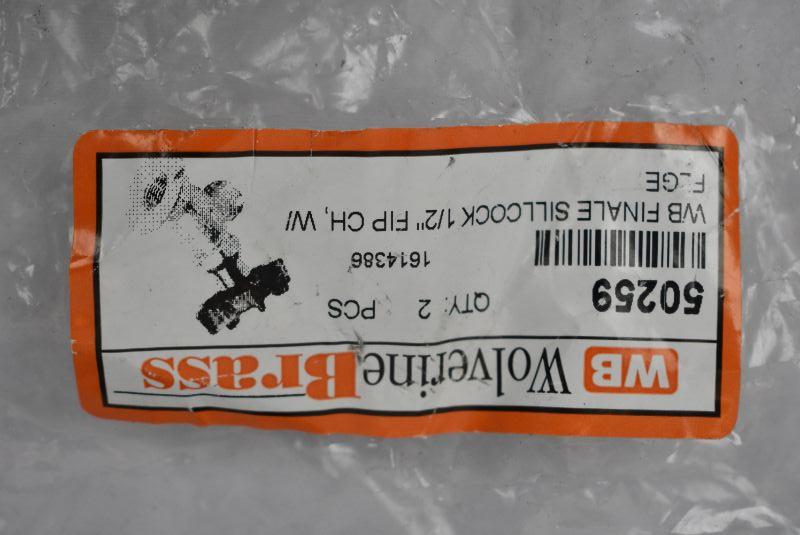 WB Wolverine Brass
50259 QTY: 2 PCS
1614386
WB FINALE SILLCOCK 1/2" FIP CH, W/
FLGE